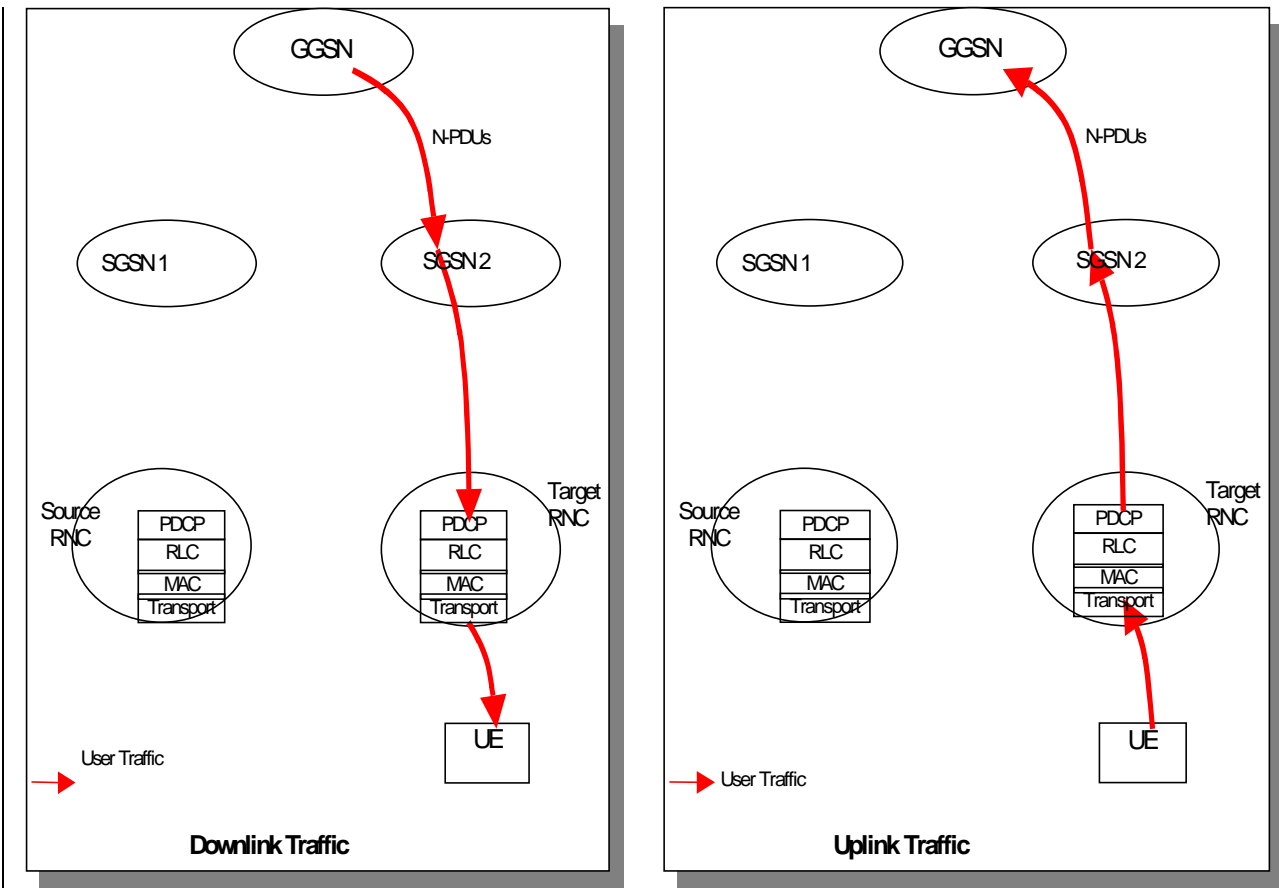 GGSN
N-PDUs
SGSN 1
SGSN 2
Source
RNC
PDCP
RLC
MAC
Transport
Target
RNC
PDCP
RLC
MAC
Transport
UE
User Traffic
Downlink Traffic
GGSN
N-PDUs
SGSN 1
SGSN 2
Source
RNC
PDCP
RLC
MAC
Transport
Target
RNC
PDCP
RLC
MAC
Transport
UE
User Traffic
Uplink Traffic